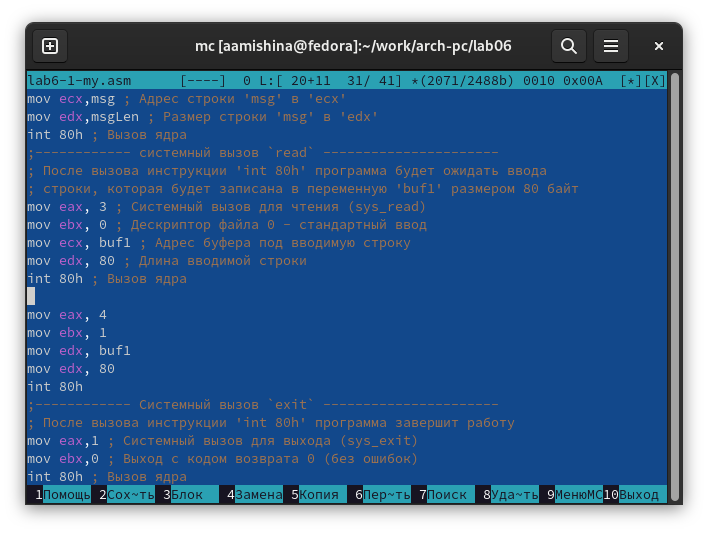 mc [aamishina@fedora]:~/work/arch-pc/lab06
lab6-1-my.asm [----] 0 L:[ 20+11 31/ 41] *(2071/2488b) 0010 0x00A [*][X]
mov ecx,msg ; Адрес строки 'msg' в 'ecx'
mov edx,msgLen ; Размер строки 'msg' в 'edx'
int 80h ; Вызов ядра
;------------ системный вызов `read` ----------------------
; После вызова инструкции 'int 80h' программа будет ожидать ввода
; строки, которая будет записана в переменную 'buf1' размером 80 байт
mov eax, 3 ; Системный вызов для чтения (sys_read)
mov ebx, 0 ; Дескриптор файла 0 - стандартный ввод
mov ecx, buf1 ; Адрес буфера под вводимую строку
mov edx, 80 ; Длина вводимой строки
int 80h ; Вызов ядра
mov eax, 4
mov ebx, 1
mov edx, buf1
mov edx, 80
int 80h
;------------ Системный вызов `exit` ----------------------
; После вызова инструкции 'int 80h' программа завершит работу
mov eax,1 ; Системный вызов для выхода (sys_exit)
mov ebx,0 ; Выход с кодом возврата 0 (без ошибок)
int 80h ; Вызов ядра
1Помощь 2Сох~ть 3Блок 4Замена 5Копия 6Пер~ть 7Поиск 8Уда~ть 9МенюMC 10Выход